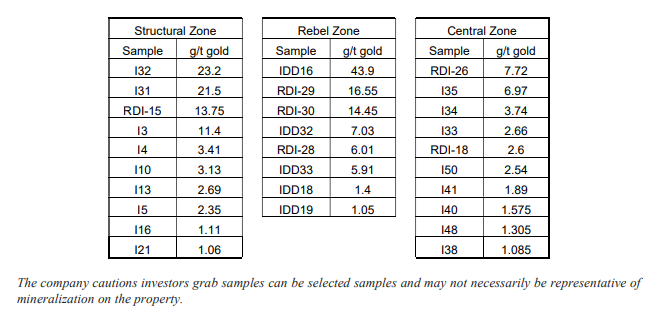 Structural Zone
Sample g/t gold
I32 23.2
I31 21.5
RDI-15 13.75
I3 11.4
I4 3.41
I10 3.13
I13 2.69
I5 2.35
I16 1.11
I21 1.06
Rebel Zone
Sample g/t gold
IDD16 43.9
RDI-29 16.55
RDI-30 14.45
IDD32 7.03
RDI-28 6.01
IDD33 5.91
IDD18 1.4
IDD19 1.05
Central Zone
Sample g/t gold
RDI-26 7.72
I35 6.97
I34 3.74
I33 2.66
RDI-18 2.6
I50 2.54
I41 1.89
I40 1.575
I48 1.305
I38 1.085
The company cautions investors grab samples can be selected samples and may not necessarily be representative of
mineralization on the property.